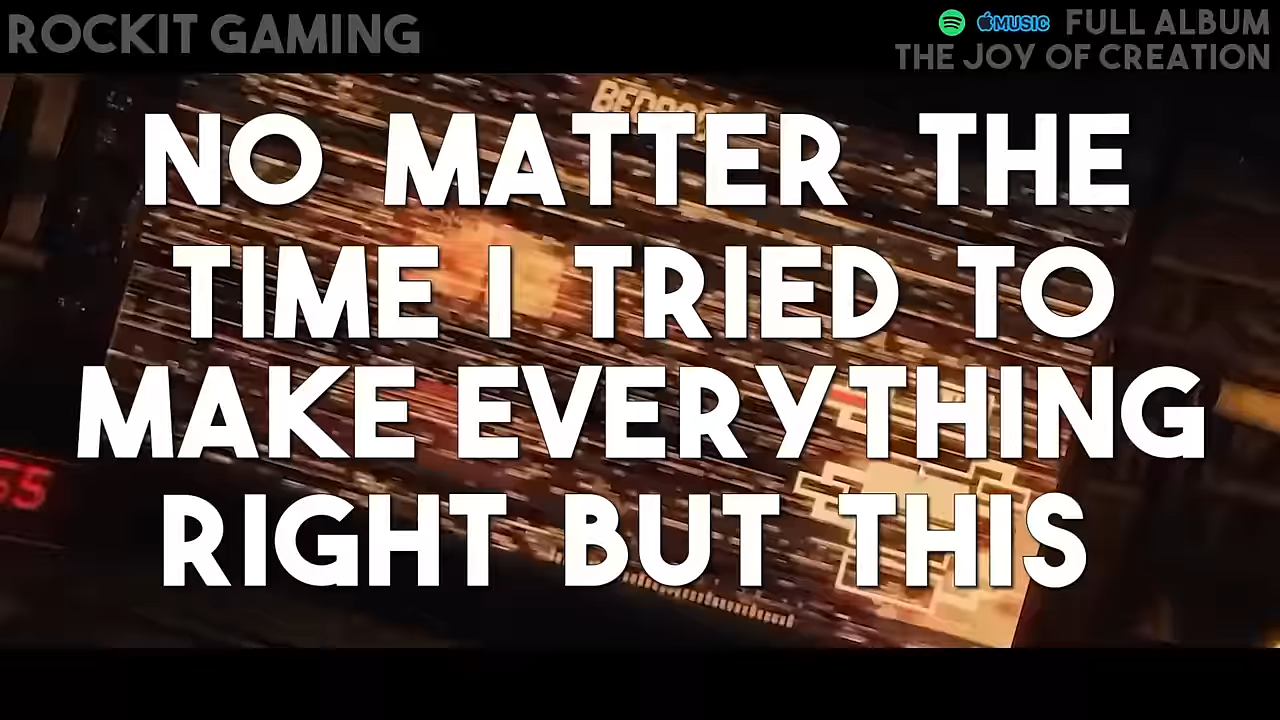 ROCKIT GAMING
MUSIC FULL ALBUM
THE JOY OF CREATION
NO MATTER THE
TIME I TRIED TO
MAKE EVERYTHING
RIGHT BUT THIS
55